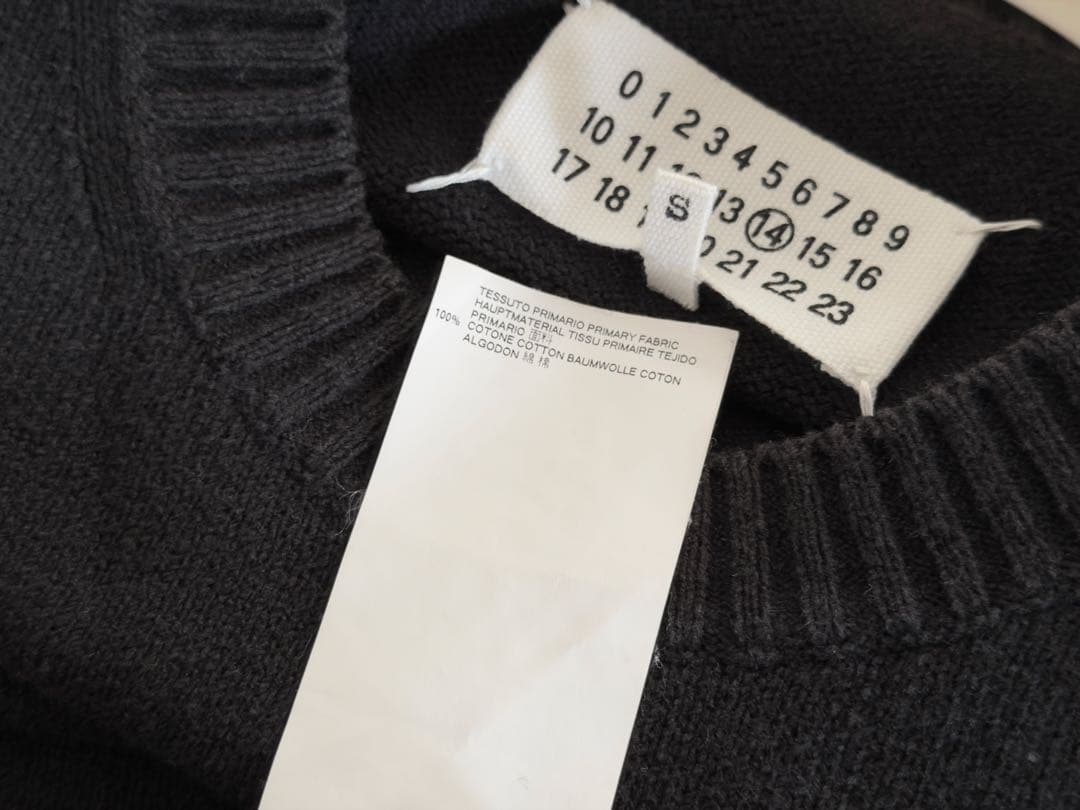 0 1 2 3 4 5 6 7 8 9
10 11 13 14 15 16
17 18 21 22 23
S
TESSUTO PRIMARIO PRIMARY FABRIC
HAUPTMATERIAL TISSU PRIMAIRE TEJIDO
PRIMARIO 面料
100% COTONE COTTON BAUMWOLLE COTON
ALGODON 綿 棉